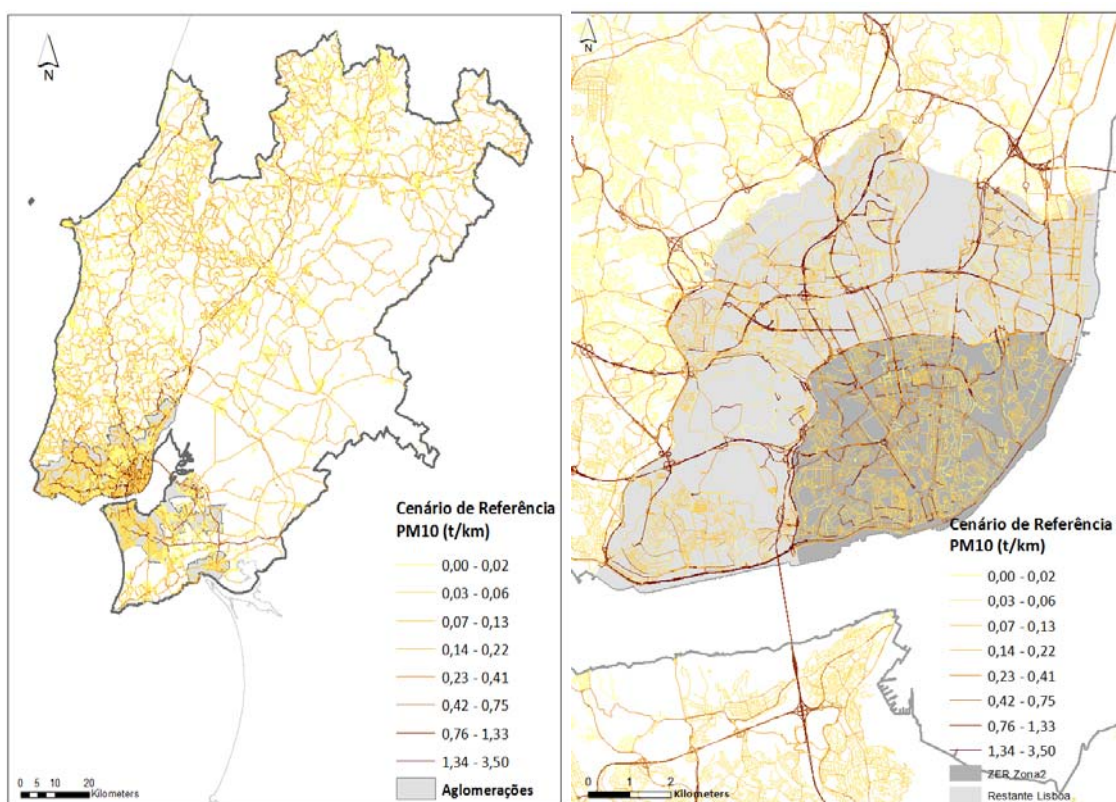 N
Cenário de Referência
PM10 (t/km)
0,00 - 0,02
0,03 - 0,06
0,07 - 0,13
0,14 - 0,22
0,23 - 0,41
0,42 - 0,75
0,76 - 1,33
1,34 - 3,50
Aglomerações
0 5 10 20
Kilometers
N
Cenário de Referência
PM10 (t/km)
0,00 - 0,02
0,03 - 0,06
0,07 - 0,13
0,14 - 0,22
0,23 - 0,41
0,42 - 0,75
0,76 - 1,33
1,34 - 3,50
ZER Zona2
Restante Lisboa
0 1 2
Kilometers